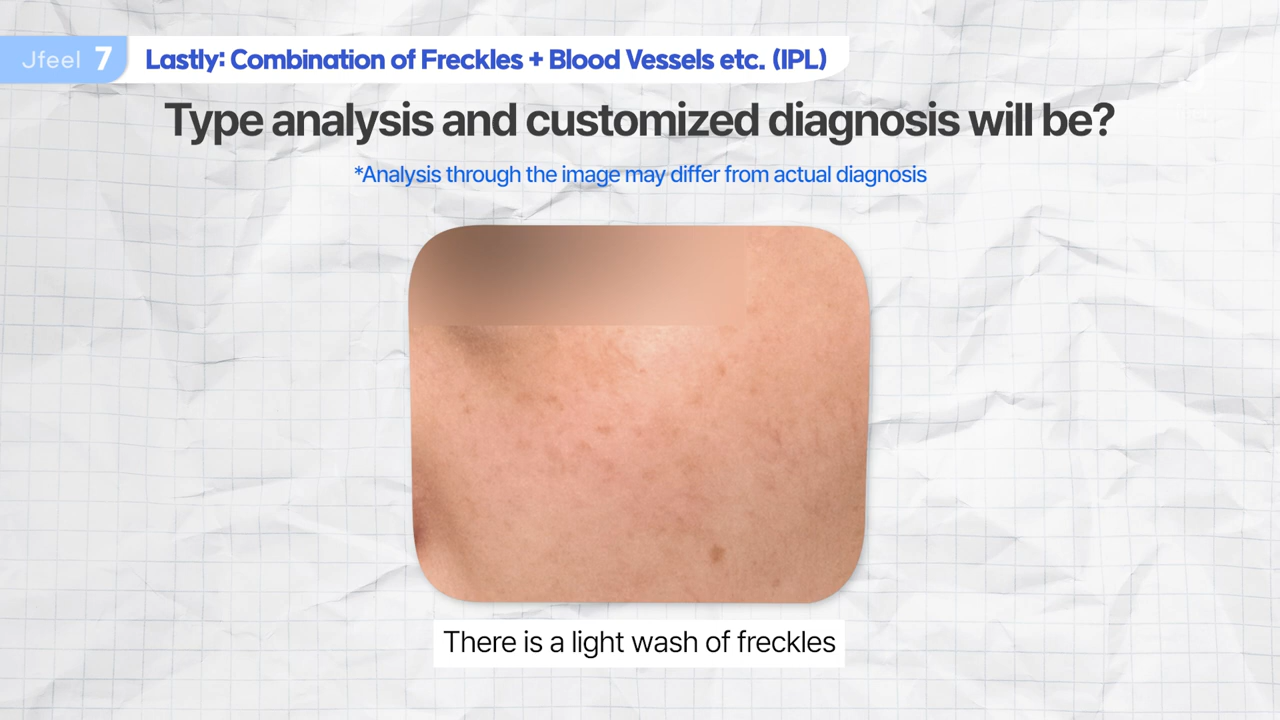 Jfeel 7 Lastly: Combination of Freckles + Blood Vessels etc. (IPL)
Type analysis and customized diagnosis will be?
*Analysis through the image may differ from actual diagnosis
There is a light wash of freckles